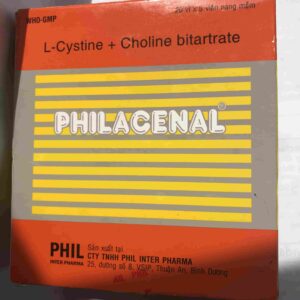 WHO-GMP
20 vỉ x 5 viên nang mềm
L-Cystine + Choline bitartrate
PHILACENAL®
PHIL
INTER PHARMA
Sản xuất tại
CTY TNHH PHIL INTER PHARMA
25, đường số 8, VSIP, Thuận An, Bình Dương